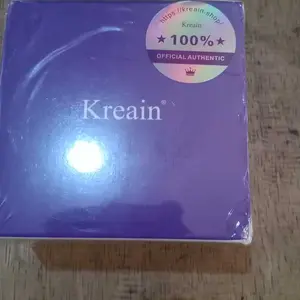 https://kreain.shop/
Kreain
★ 100% ★
OFFICIAL AUTHENTIC
Kreain®